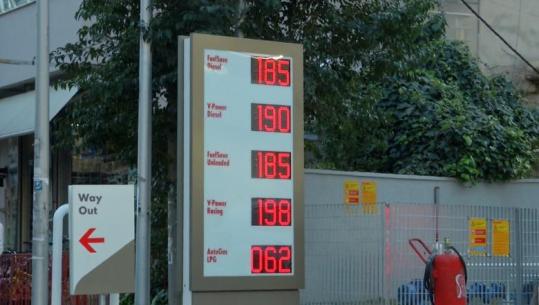 FuelSave
Diesel
185
V-Power
Diesel
190
FuelSave
Unleaded
185
V-Power
Racing
198
AutoGas
LPG
062
Way
Out